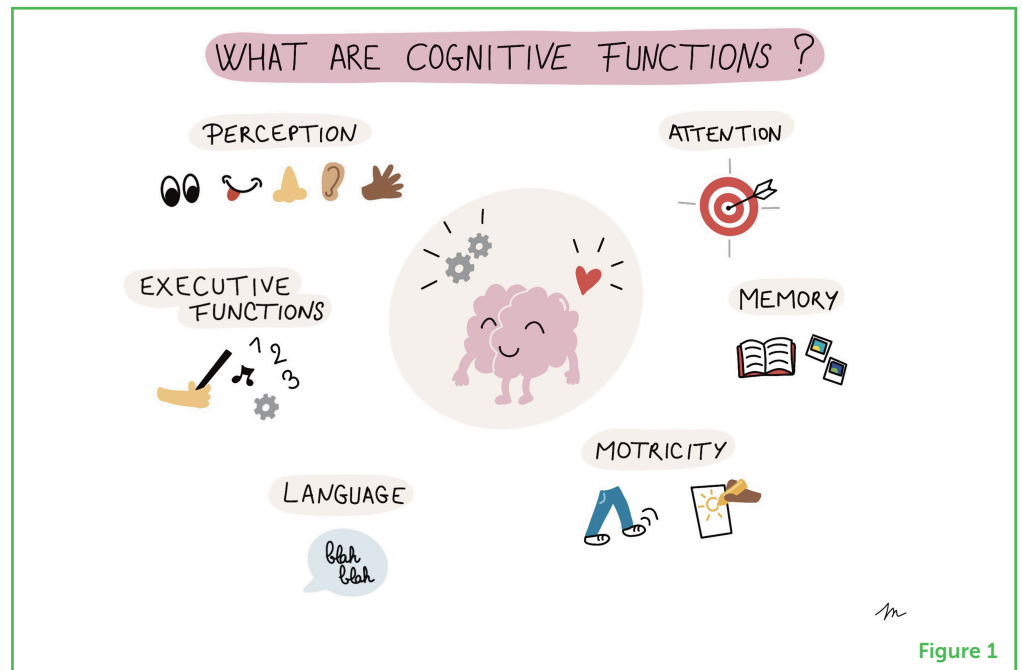 WHAT ARE COGNITIVE FUNCTIONS ?
PERCEPTION
ATTENTION
EXECUTIVE
FUNCTIONS
1 2
3
MEMORY
MOTRICITY
LANGUAGE
blah
blah
Figure 1